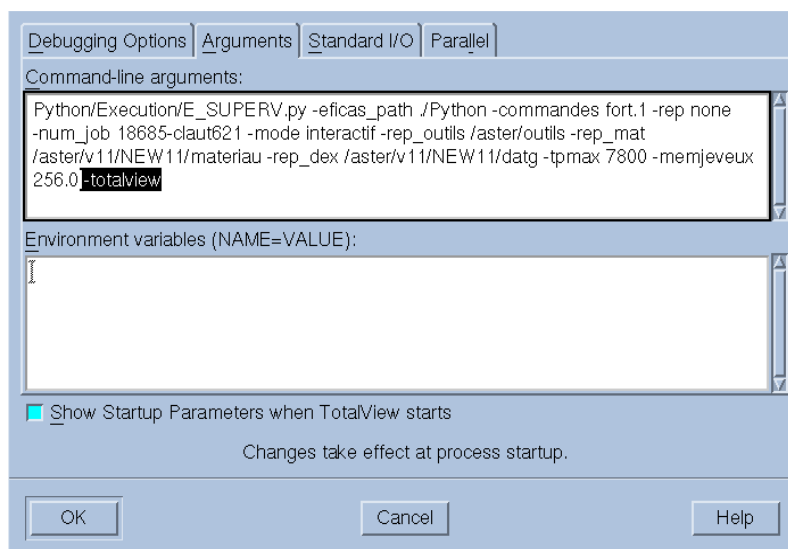 Debugging Options Arguments Standard I/O Parallel
Command-line arguments:
Python/Execution/E_SUPERV.py -eficas_path ./Python -commandes fort.1 -rep none
-num_job 18685-claut621 -mode interactif -rep_outils /aster/outils -rep_mat
/aster/v11/NEW11/materiau -rep_dex /aster/v11/NEW11/datg -tpmax 7800 -memjeveux
256.0 -totalview
Environment variables (NAME=VALUE):
Show Startup Parameters when TotalView starts
Changes take effect at process startup.
OK Cancel Help